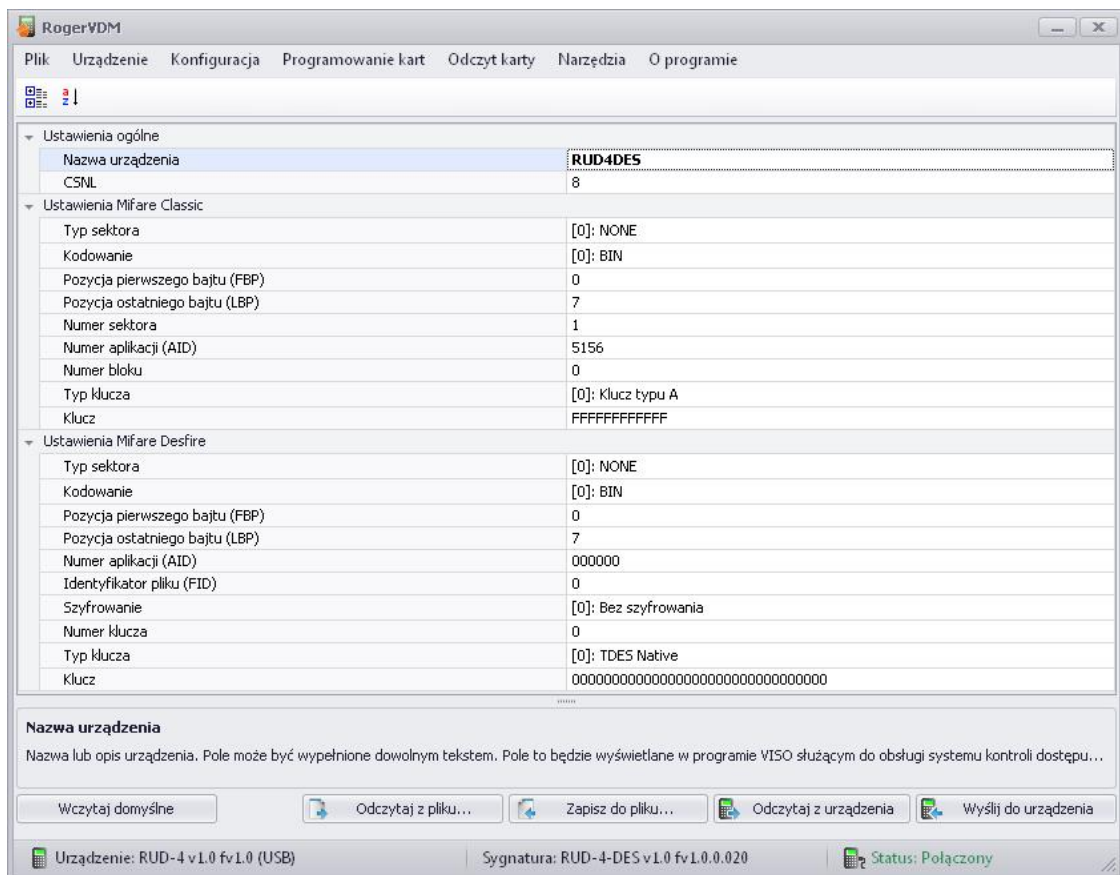 RogerVDM
Plik Urządzenie Konfiguracja Programowanie kart Odczyt karty Narzędzia O programie
Ustawienia ogólne
Nazwa urządzenia RUD4DES
CSNL 8
Ustawienia Mifare Classic
Typ sektora [0]: NONE
Kodowanie [0]: BIN
Pozycja pierwszego bajtu (FBP) 0
Pozycja ostatniego bajtu (LBP) 7
Numer sektora 1
Numer aplikacji (AID) 5156
Numer bloku 0
Typ klucza [0]: Klucz typu A
Klucz FFFFFFFFFFFF
Ustawienia Mifare Desfire
Typ sektora [0]: NONE
Kodowanie [0]: BIN
Pozycja pierwszego bajtu (FBP) 0
Pozycja ostatniego bajtu (LBP) 7
Numer aplikacji (AID) 000000
Identyfikator pliku (FID) 0
Szyfrowanie [0]: Bez szyfrowania
Numer klucza 0
Typ klucza [0]: TDES Native
Klucz 00000000000000000000000000000000
Nazwa urządzenia
Nazwa lub opis urządzenia. Pole może być wypełnione dowolnym tekstem. Pole to będzie wyświetlane w programie VISO służącym do obsługi systemu kontroli dostępu...
Wczytaj domyślne Odczytaj z pliku... Zapisz do pliku... Odczytaj z urządzenia Wyślij do urządzenia
Urządzenie: RUD-4 v1.0 fv1.0 (USB) Sygnatura: RUD-4-DES v1.0 fv1.0.0.020 Status: Połączony